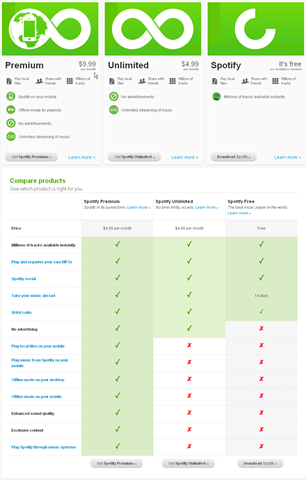 Premium
$9.99
per month
Unlimited
$4.99
per month
Spotify
It's free
no invitation needed
Play local files
Share with friends
Millions of tracks
Play local files
Share with friends
Millions of tracks
Play local files
Share with friends
Millions of tracks
Spotify on your mobile
Offline mode for playlists
No advertisements
Unlimited streaming of music
No advertisements
Unlimited streaming of music
Millions of tracks available instantly
Get Spotify Premium »
Learn more »
Get Spotify Unlimited »
Learn more »
Download Spotify »
Learn more »
Compare products
See which product is right for you.
Spotify Premium
Spotify in its purest form. Learn more »
Spotify Unlimited
No time limits, no ads. Learn more »
Spotify Free
The best music player in the world.
Learn more »
Price
$9.99 per month
$4.99 per month
Free
Millions of tracks available instantly
Play and organize your own MP3s
Spotify social
Take your music abroad
14 days
Artist radio
No advertising
Play local files on your mobile
Play music from Spotify on your
mobile
Offline mode on your desktop
Offline mode on your mobile
Enhanced sound quality
Exclusive content
Play Spotify through music systems
Get Spotify Premium »
Get Spotify Unlimited »
Download Spotify »